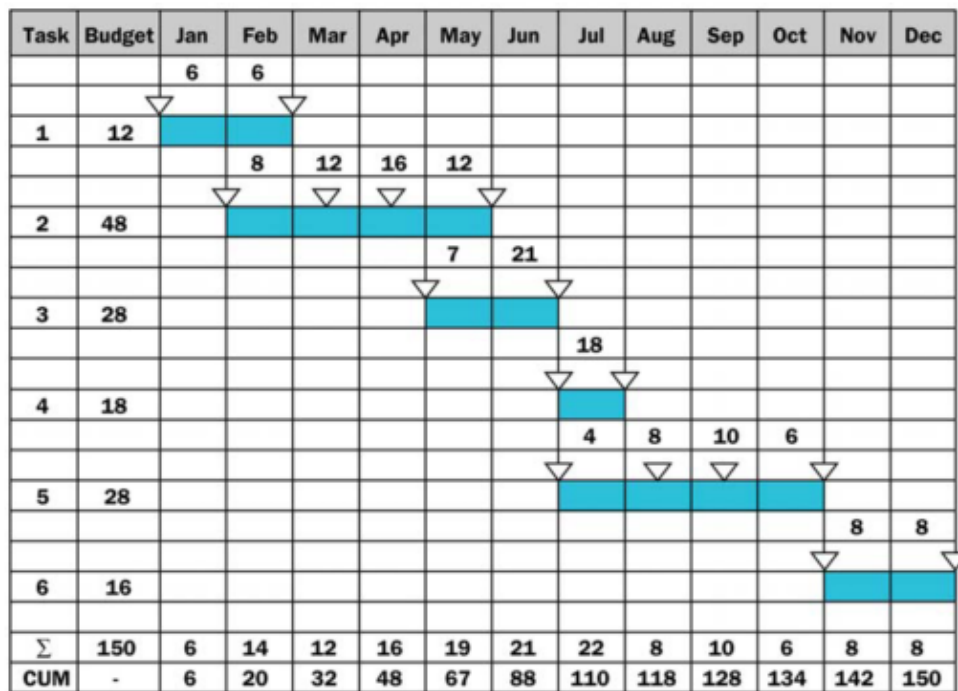 Task Budget Jan Feb Mar Apr May Jun Jul Aug Sep Oct Nov Dec
6 6
1 12
8 12 16 12
2 48
7 21
3 28
18
4 18
4 8 10 6
5 28
8 8
6 16
Σ 150 6 14 12 16 19 21 22 8 10 6 8 8
CUM - 6 20 32 48 67 88 110 118 128 134 142 150